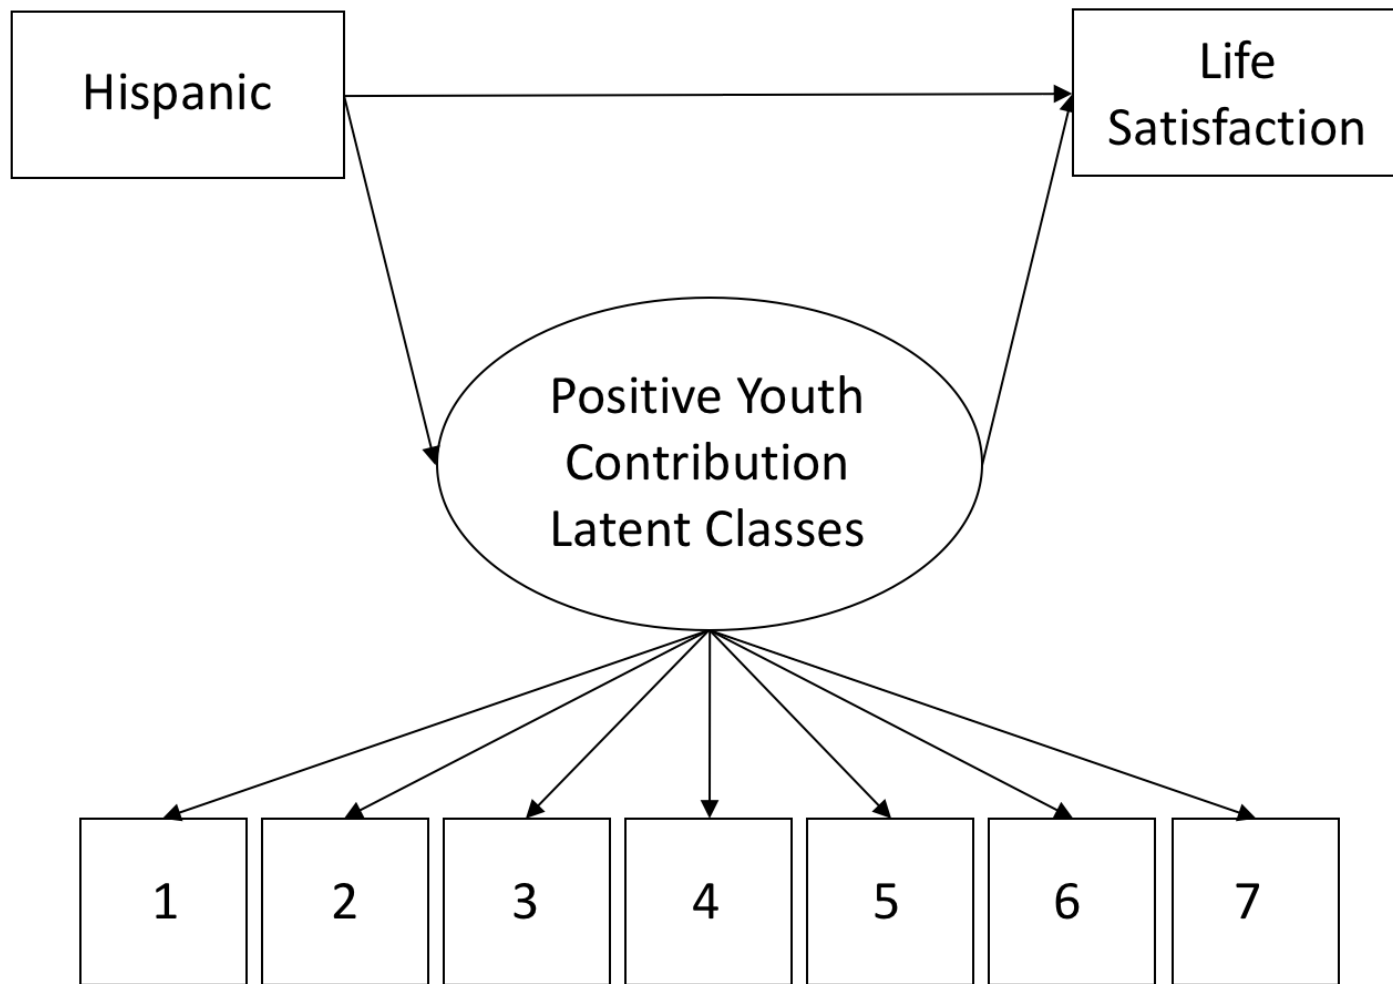 Hispanic
Life
Satisfaction
Positive Youth
Contribution
Latent Classes
1 2 3 4 5 6 7